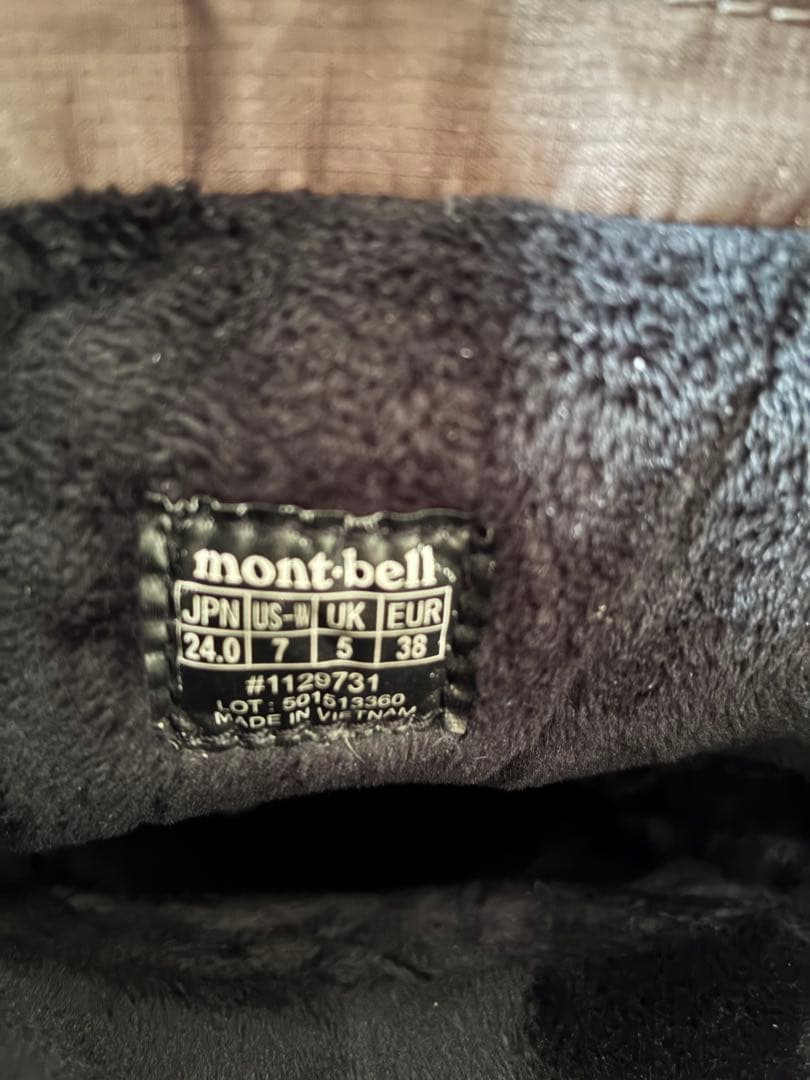 mont-bell
JPN US-W UK EUR
24.0 7 5 38
#1129731
LOT : 501513360
MADE IN VIETNAM